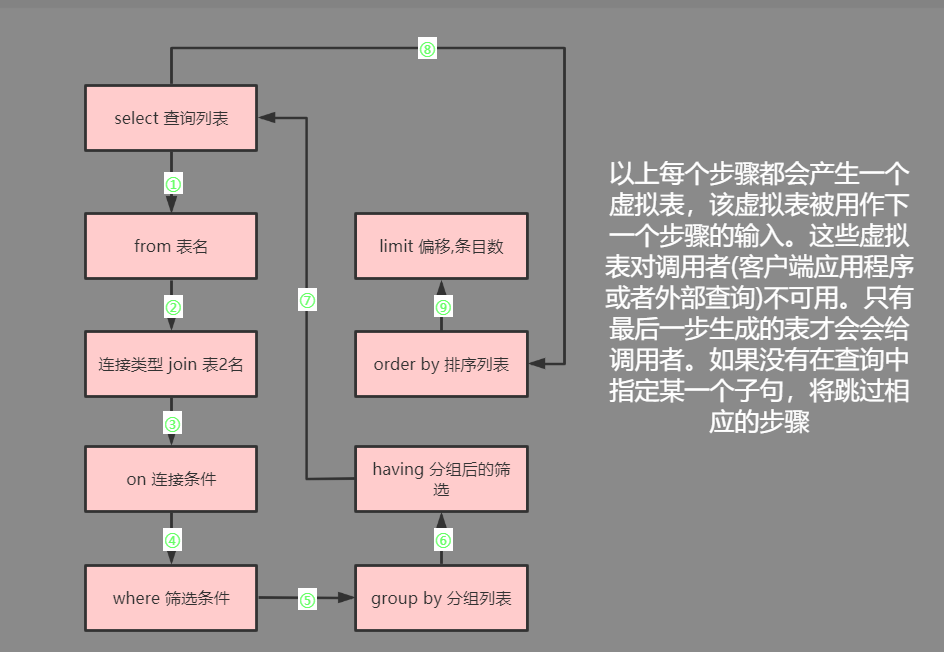 ⑧
select 查询列表
①
from 表名
②
连接类型 join 表2名
③
on 连接条件
④
where 筛选条件
⑤
group by 分组列表
⑥
having 分组后的筛
选
⑦
order by 排序列表
⑨
limit 偏移,条目数
以上每个步骤都会产生一个
虚拟表，该虚拟表被用作下
一个步骤的输入。这些虚拟
表对调用者(客户端应用程序
或者外部查询)不可用。只有
最后一步生成的表才会会给
调用者。如果没有在查询中
指定某一个子句，将跳过相
应的步骤